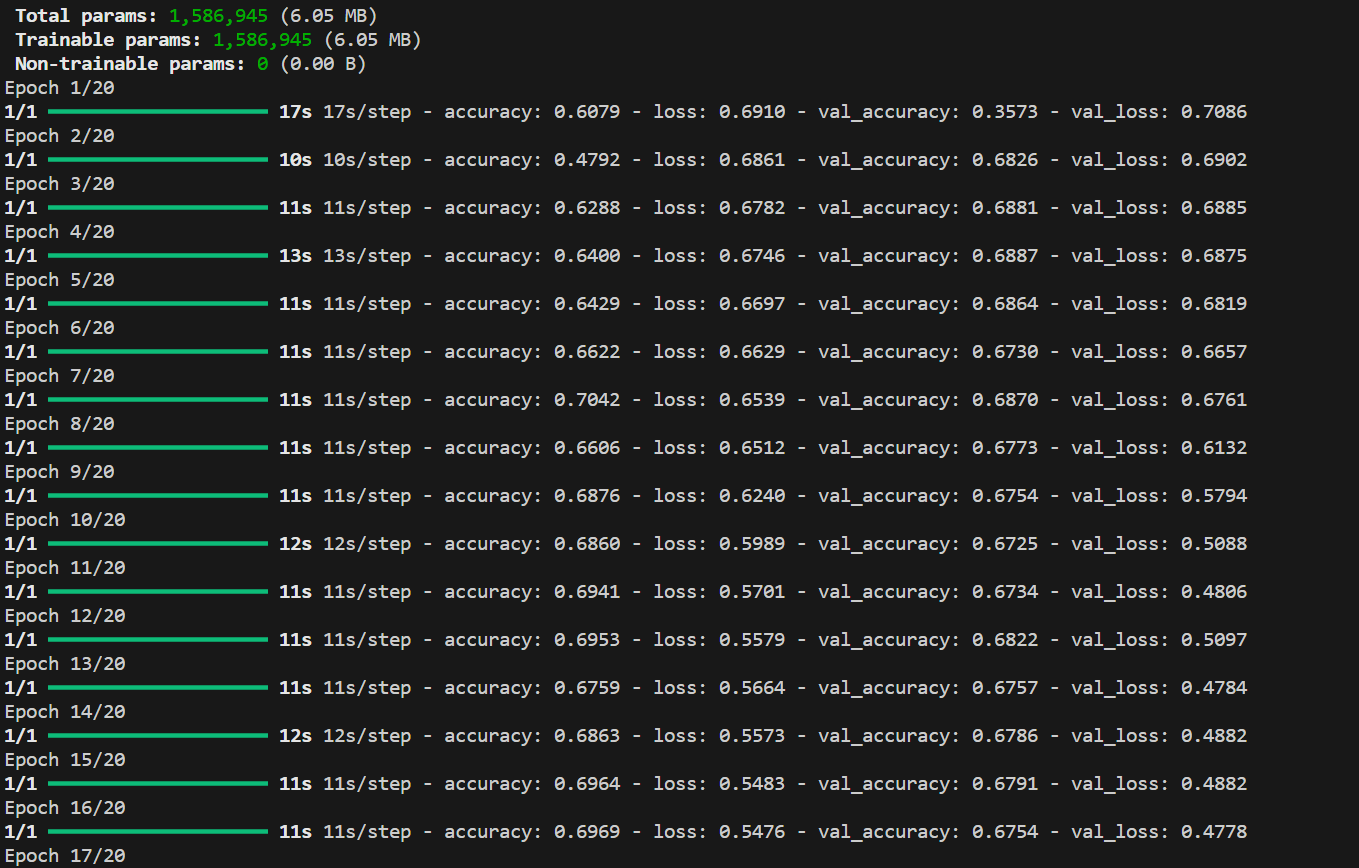 Total params: 1,586,945 (6.05 MB)
Trainable params: 1,586,945 (6.05 MB)
Non-trainable params: 0 (0.00 B)
Epoch 1/20
1/1 17s 17s/step - accuracy: 0.6079 - loss: 0.6910 - val_accuracy: 0.3573 - val_loss: 0.7086
Epoch 2/20
1/1 10s 10s/step - accuracy: 0.4792 - loss: 0.6861 - val_accuracy: 0.6826 - val_loss: 0.6902
Epoch 3/20
1/1 11s 11s/step - accuracy: 0.6288 - loss: 0.6782 - val_accuracy: 0.6881 - val_loss: 0.6885
Epoch 4/20
1/1 13s 13s/step - accuracy: 0.6400 - loss: 0.6746 - val_accuracy: 0.6887 - val_loss: 0.6875
Epoch 5/20
1/1 11s 11s/step - accuracy: 0.6429 - loss: 0.6697 - val_accuracy: 0.6864 - val_loss: 0.6819
Epoch 6/20
1/1 11s 11s/step - accuracy: 0.6622 - loss: 0.6629 - val_accuracy: 0.6730 - val_loss: 0.6657
Epoch 7/20
1/1 11s 11s/step - accuracy: 0.7042 - loss: 0.6539 - val_accuracy: 0.6870 - val_loss: 0.6761
Epoch 8/20
1/1 11s 11s/step - accuracy: 0.6606 - loss: 0.6512 - val_accuracy: 0.6773 - val_loss: 0.6132
Epoch 9/20
1/1 11s 11s/step - accuracy: 0.6876 - loss: 0.6240 - val_accuracy: 0.6754 - val_loss: 0.5794
Epoch 10/20
1/1 12s 12s/step - accuracy: 0.6860 - loss: 0.5989 - val_accuracy: 0.6725 - val_loss: 0.5088
Epoch 11/20
1/1 11s 11s/step - accuracy: 0.6941 - loss: 0.5701 - val_accuracy: 0.6734 - val_loss: 0.4806
Epoch 12/20
1/1 11s 11s/step - accuracy: 0.6953 - loss: 0.5579 - val_accuracy: 0.6822 - val_loss: 0.5097
Epoch 13/20
1/1 11s 11s/step - accuracy: 0.6759 - loss: 0.5664 - val_accuracy: 0.6757 - val_loss: 0.4784
Epoch 14/20
1/1 12s 12s/step - accuracy: 0.6863 - loss: 0.5573 - val_accuracy: 0.6786 - val_loss: 0.4882
Epoch 15/20
1/1 11s 11s/step - accuracy: 0.6964 - loss: 0.5483 - val_accuracy: 0.6791 - val_loss: 0.4882
Epoch 16/20
1/1 11s 11s/step - accuracy: 0.6969 - loss: 0.5476 - val_accuracy: 0.6754 - val_loss: 0.4778
Epoch 17/20